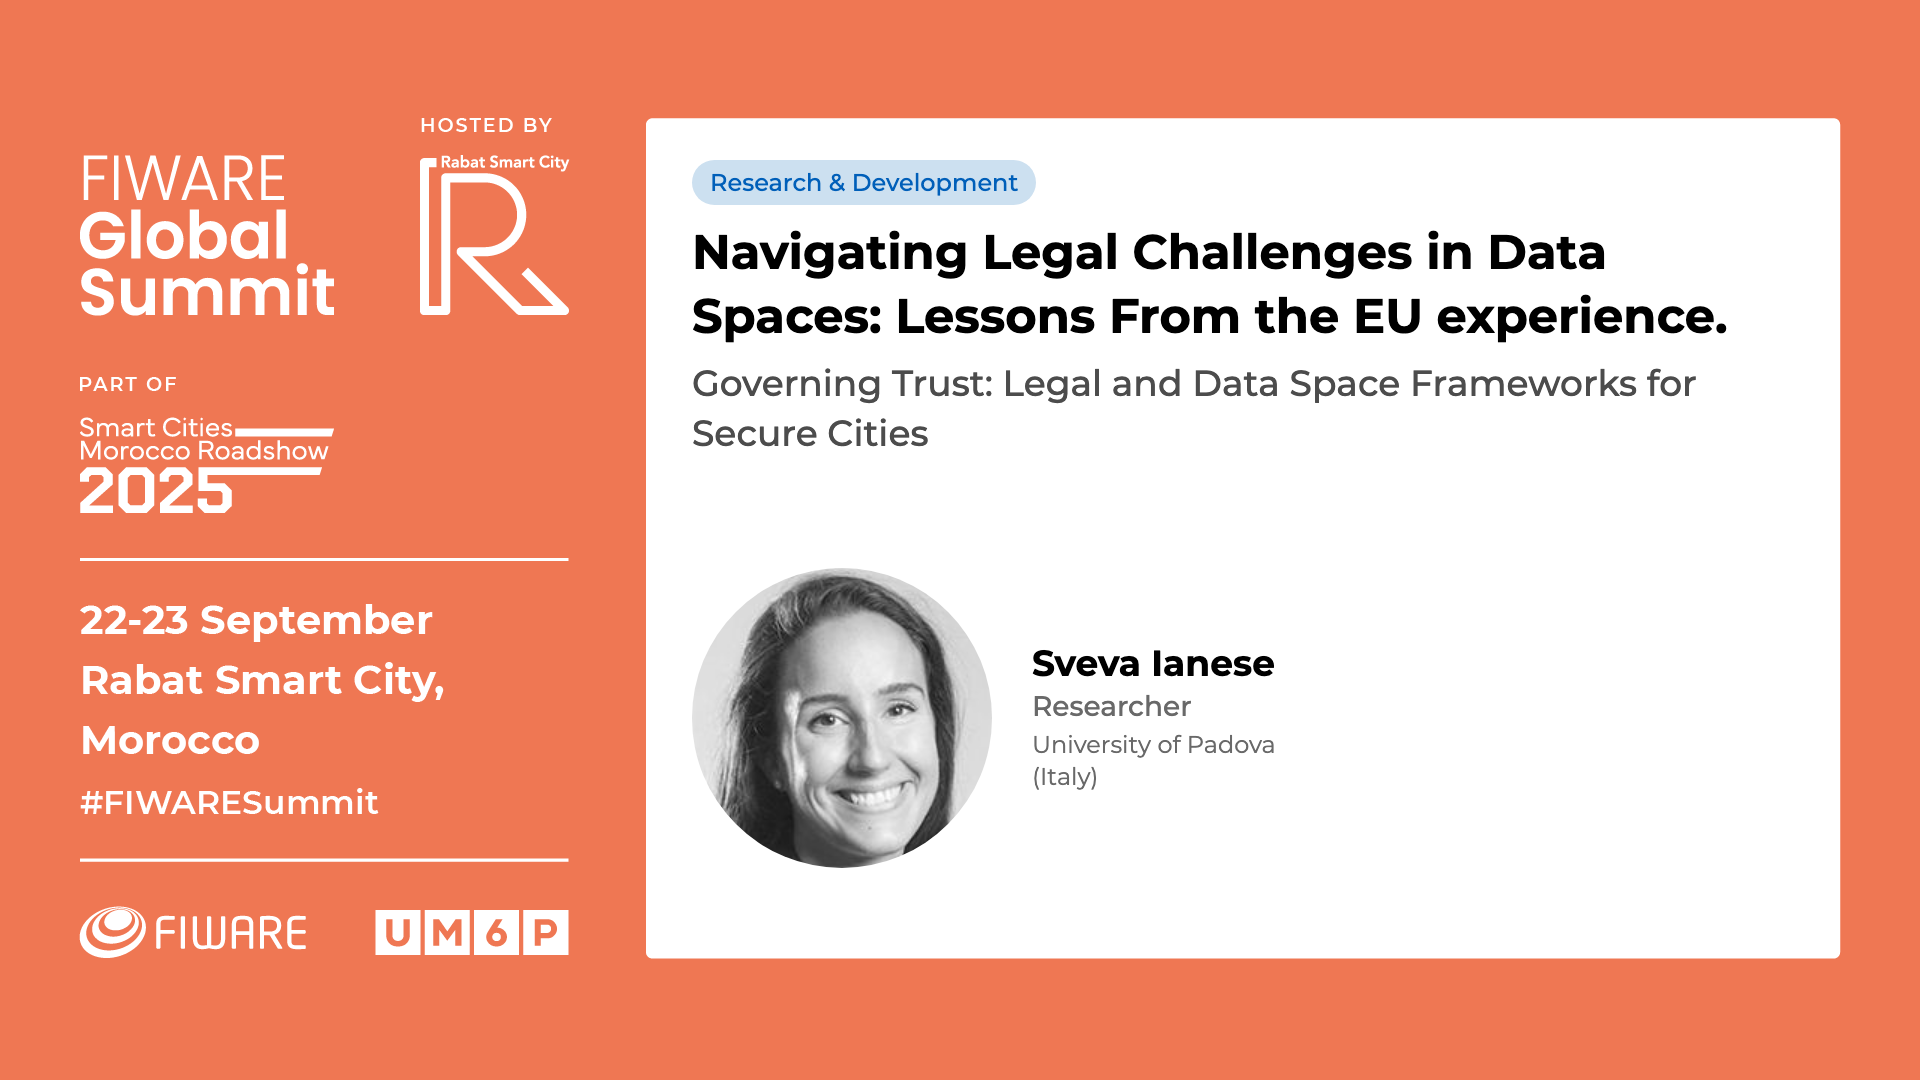 FIWARE
Global
Summit
HOSTED BY
Rabat Smart City
R
PART OF
Smart Cities
Morocco Roadshow
2025
22-23 September
Rabat Smart City,
Morocco
#FIWARESummit
FIWARE
UM6P
Research & Development
Navigating Legal Challenges in Data
Spaces: Lessons From the EU experience.
Governing Trust: Legal and Data Space Frameworks for
Secure Cities
Sveva Ianese
Researcher
University of Padova
(Italy)